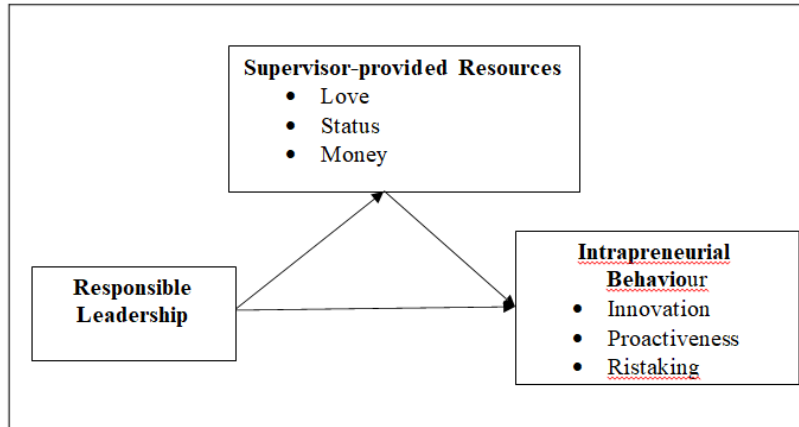 Supervisor-provided Resources
• Love
• Status
• Money
Responsible
Leadership
Intrapreneurial
Behaviour
• Innovation
• Proactiveness
• Ristaking